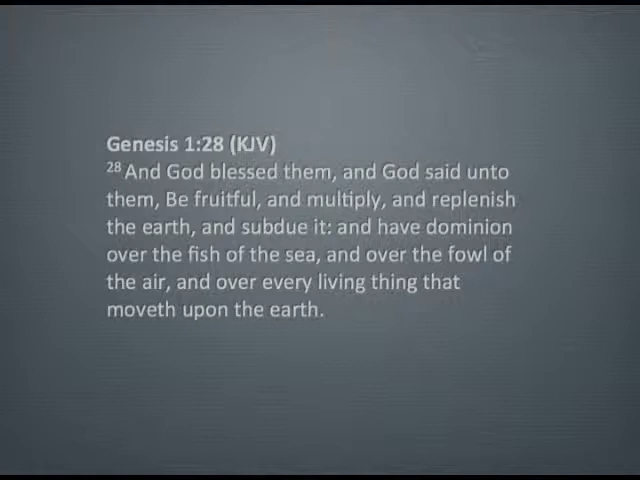 Genesis 1:28 (KJV)
28 And God blessed them, and God said unto
them, Be fruitful, and multiply, and replenish
the earth, and subdue it: and have dominion
over the fish of the sea, and over the fowl of
the air, and over every living thing that
moveth upon the earth.